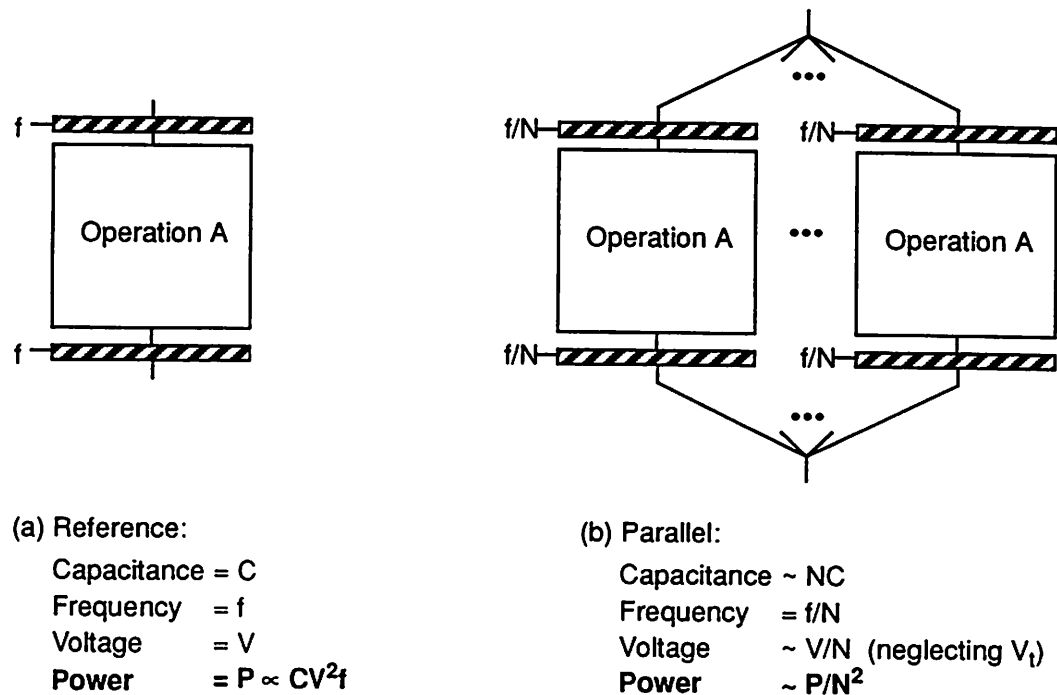 f
Operation A
f
(a) Reference:
Capacitance = C
Frequency = f
Voltage = V
Power = P ∝ CV²f
•••
f/N
f/N
Operation A
•••
Operation A
f/N
f/N
•••
(b) Parallel:
Capacitance ~ NC
Frequency = f/N
Voltage ~ V/N (neglecting Vₜ)
Power ~ P/N²